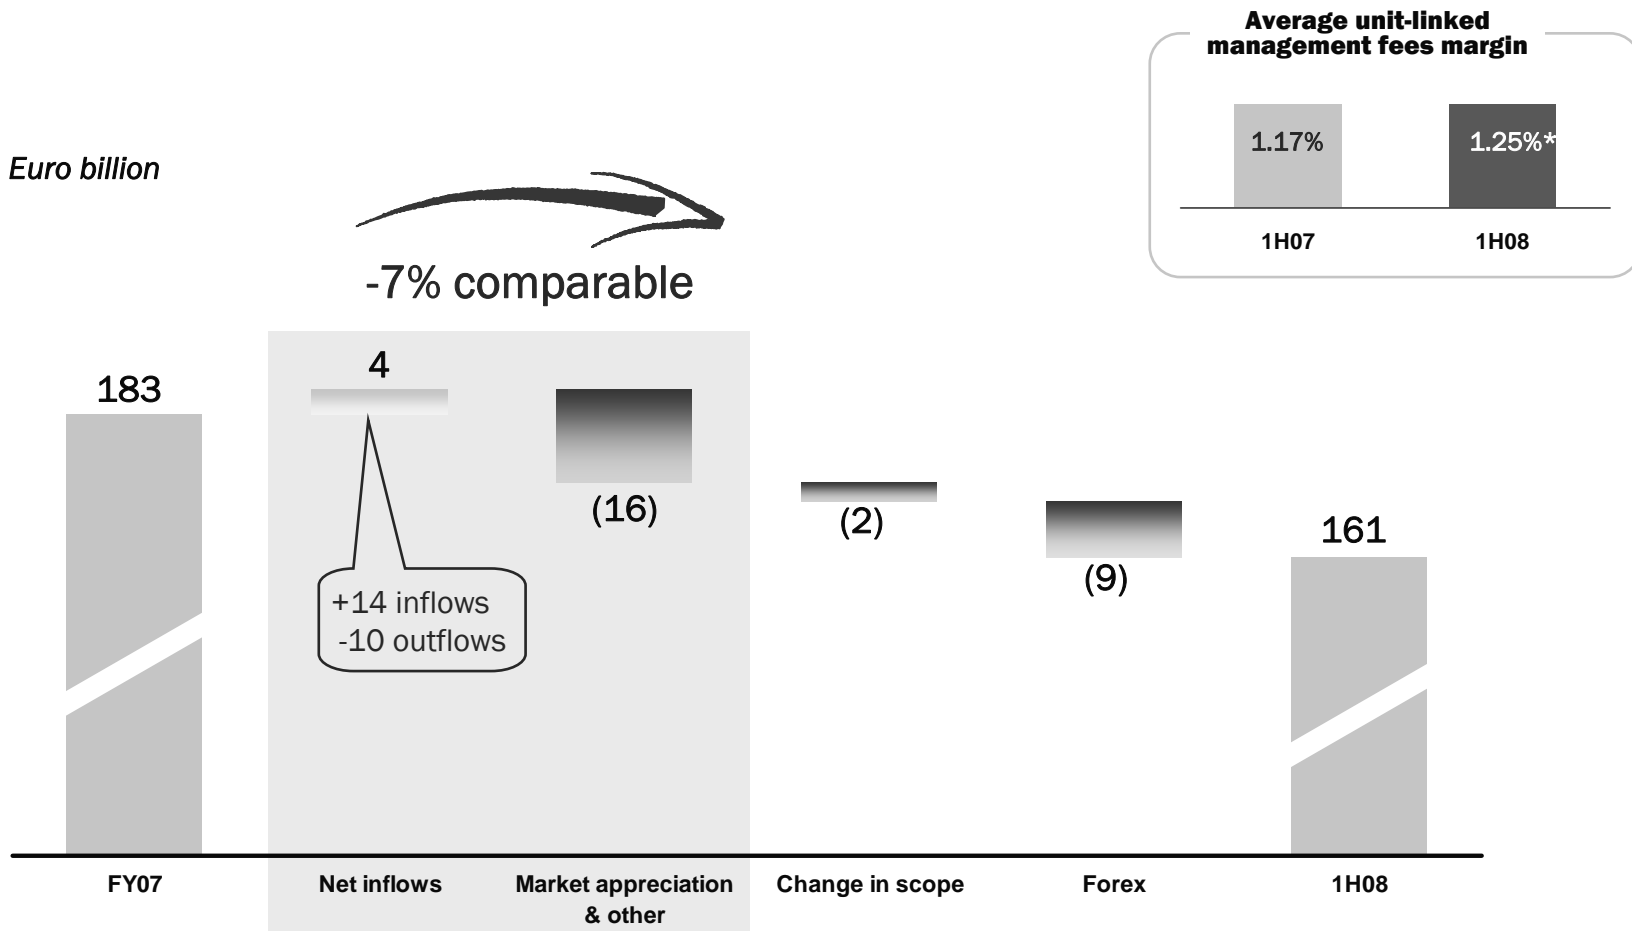 Average unit-linked
management fees margin
1.17%
1.25%*
1H07
1H08
Euro billion
-7% comparable
183
4
(16)
(2)
(9)
161
+14 inflows
-10 outflows
FY07
Net inflows
Market appreciation
& other
Change in scope
Forex
1H08